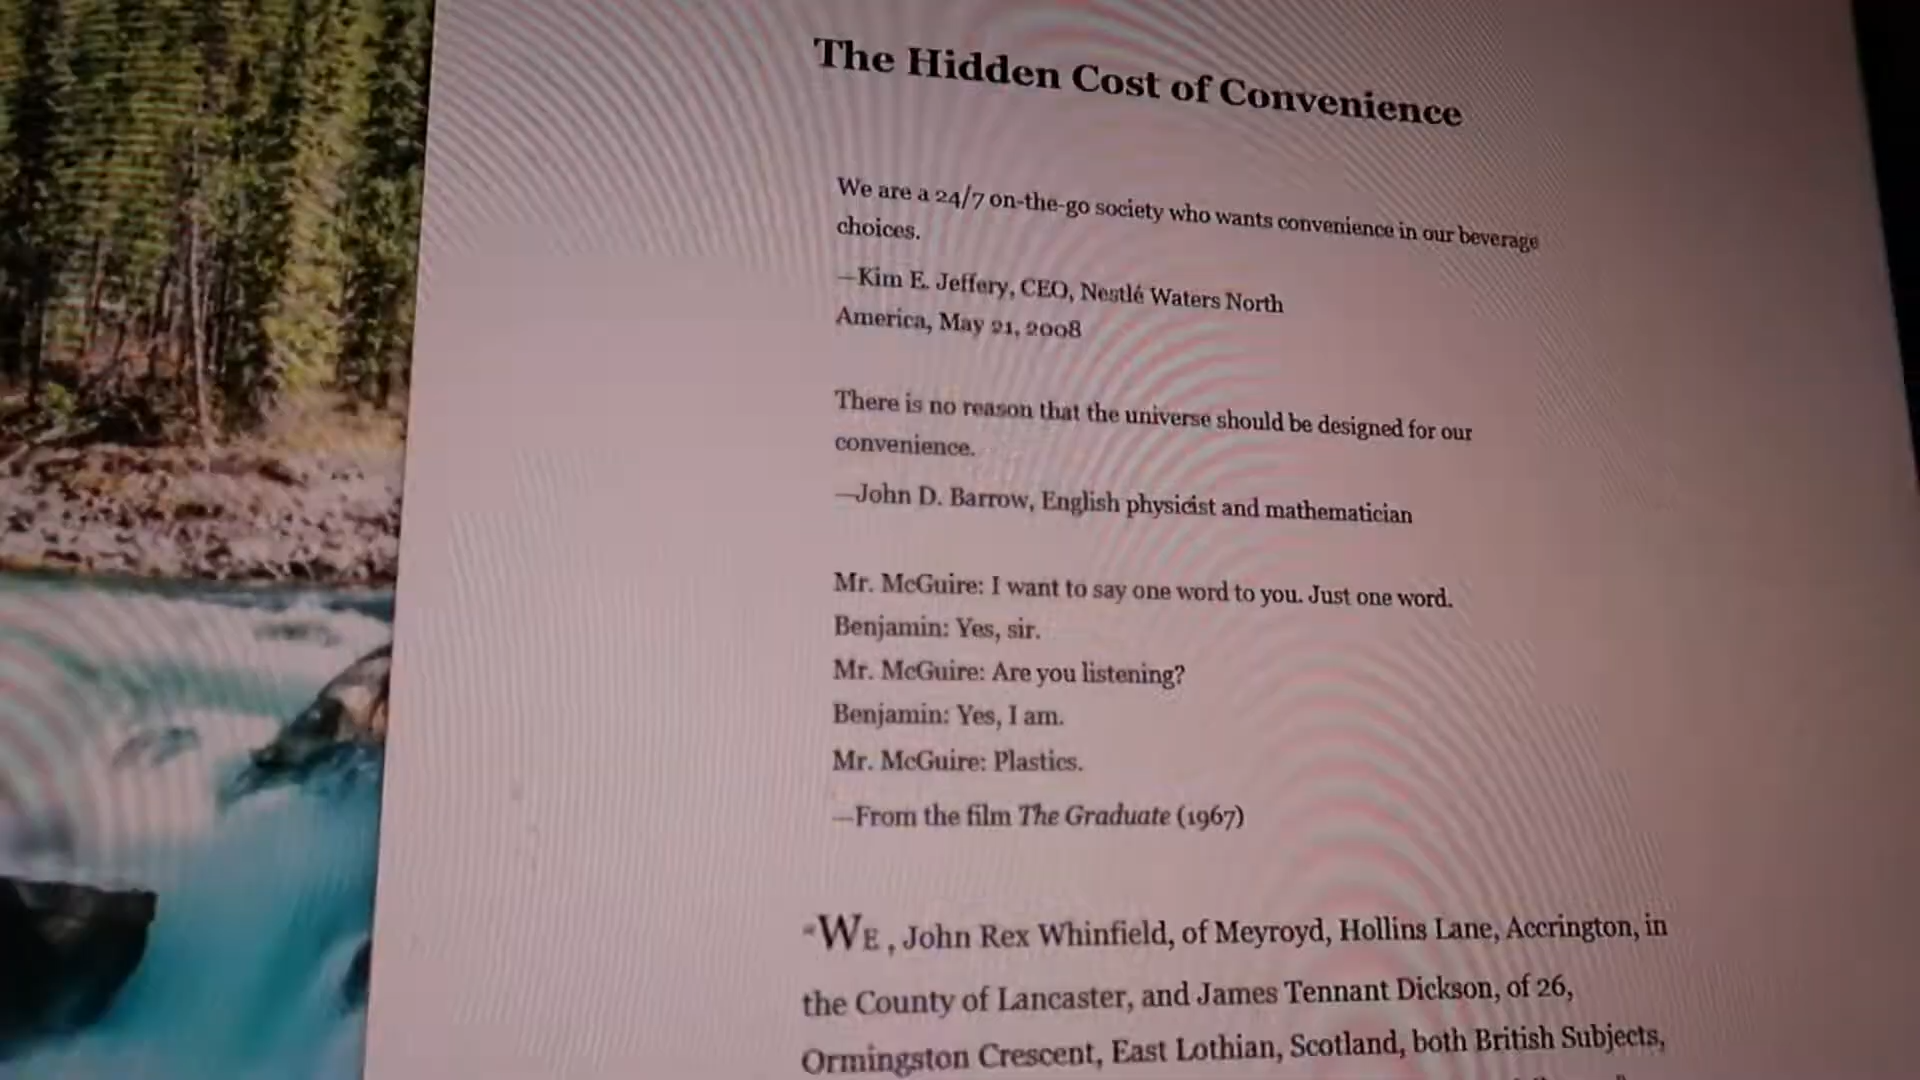 The Hidden Cost of Convenience
We are a 24/7 on-the-go society who wants convenience in our beverage
choices.
—Kim E. Jeffery, CEO, Nestlé Waters North
America, May 21, 2008
There is no reason that the universe should be designed for our
convenience.
—John D. Barrow, English physicist and mathematician
Mr. McGuire: I want to say one word to you. Just one word.
Benjamin: Yes, sir.
Mr. McGuire: Are you listening?
Benjamin: Yes, I am.
Mr. McGuire: Plastics.
—From the film The Graduate (1967)
“WE , John Rex Whinfield, of Meyroyd, Hollins Lane, Accrington, in
the County of Lancaster, and James Tennant Dickson, of 26,
Ormingston Crescent, East Lothian, Scotland, both British Subjects,